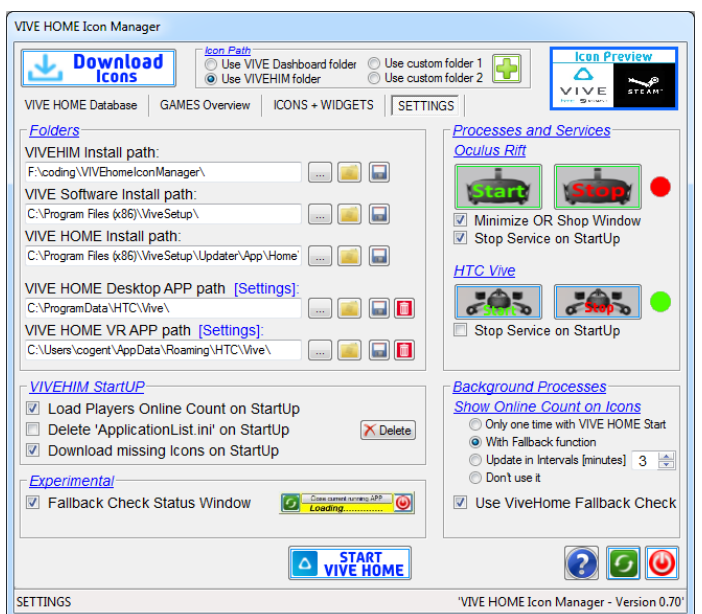 VIVE HOME Icon Manager
Download
Icons
Icon Path
Use VIVE Dashboard folder
Use custom folder 1
Use VIVEHIM folder
Use custom folder 2
Icon Preview
VIVE
STEAM
VIVE HOME Database
GAMES Overview
ICONS + WIDGETS
SETTINGS
Folders
VIVEHIM Install path:
F:\coding\VIVEhomeIconManager\
...
VIVE Software Install path:
C:\Program Files (x86)\ViveSetup\
...
VIVE HOME Install path:
C:\Program Files (x86)\ViveSetup\Updater\App\Home'
...
VIVE HOME Desktop APP path [Settings]:
C:\ProgramData\HTC\Vive\
...
VIVE HOME VR APP path [Settings]:
C:\Users\cogent\AppData\Roaming\HTC\Vive\
...
Processes and Services
Oculus Rift
Start
Stop
Minimize OR Shop Window
Stop Service on StartUp
HTC Vive
Start
Stop
Stop Service on StartUp
VIVEHIM StartUP
Load Players Online Count on StartUp
Delete 'ApplicationList.ini' on StartUp
Delete
Download missing Icons on StartUp
Experimental
Fallback Check Status Window
Close current running APP
Loading..............
Background Processes
Show Online Count on Icons
Only one time with VIVE HOME Start
With Fallback function
Update in Intervals [minutes]
3
Don't use it
Use ViveHome Fallback Check
START
VIVE HOME
?
SETTINGS
'VIVE HOME Icon Manager - Version 0.70'